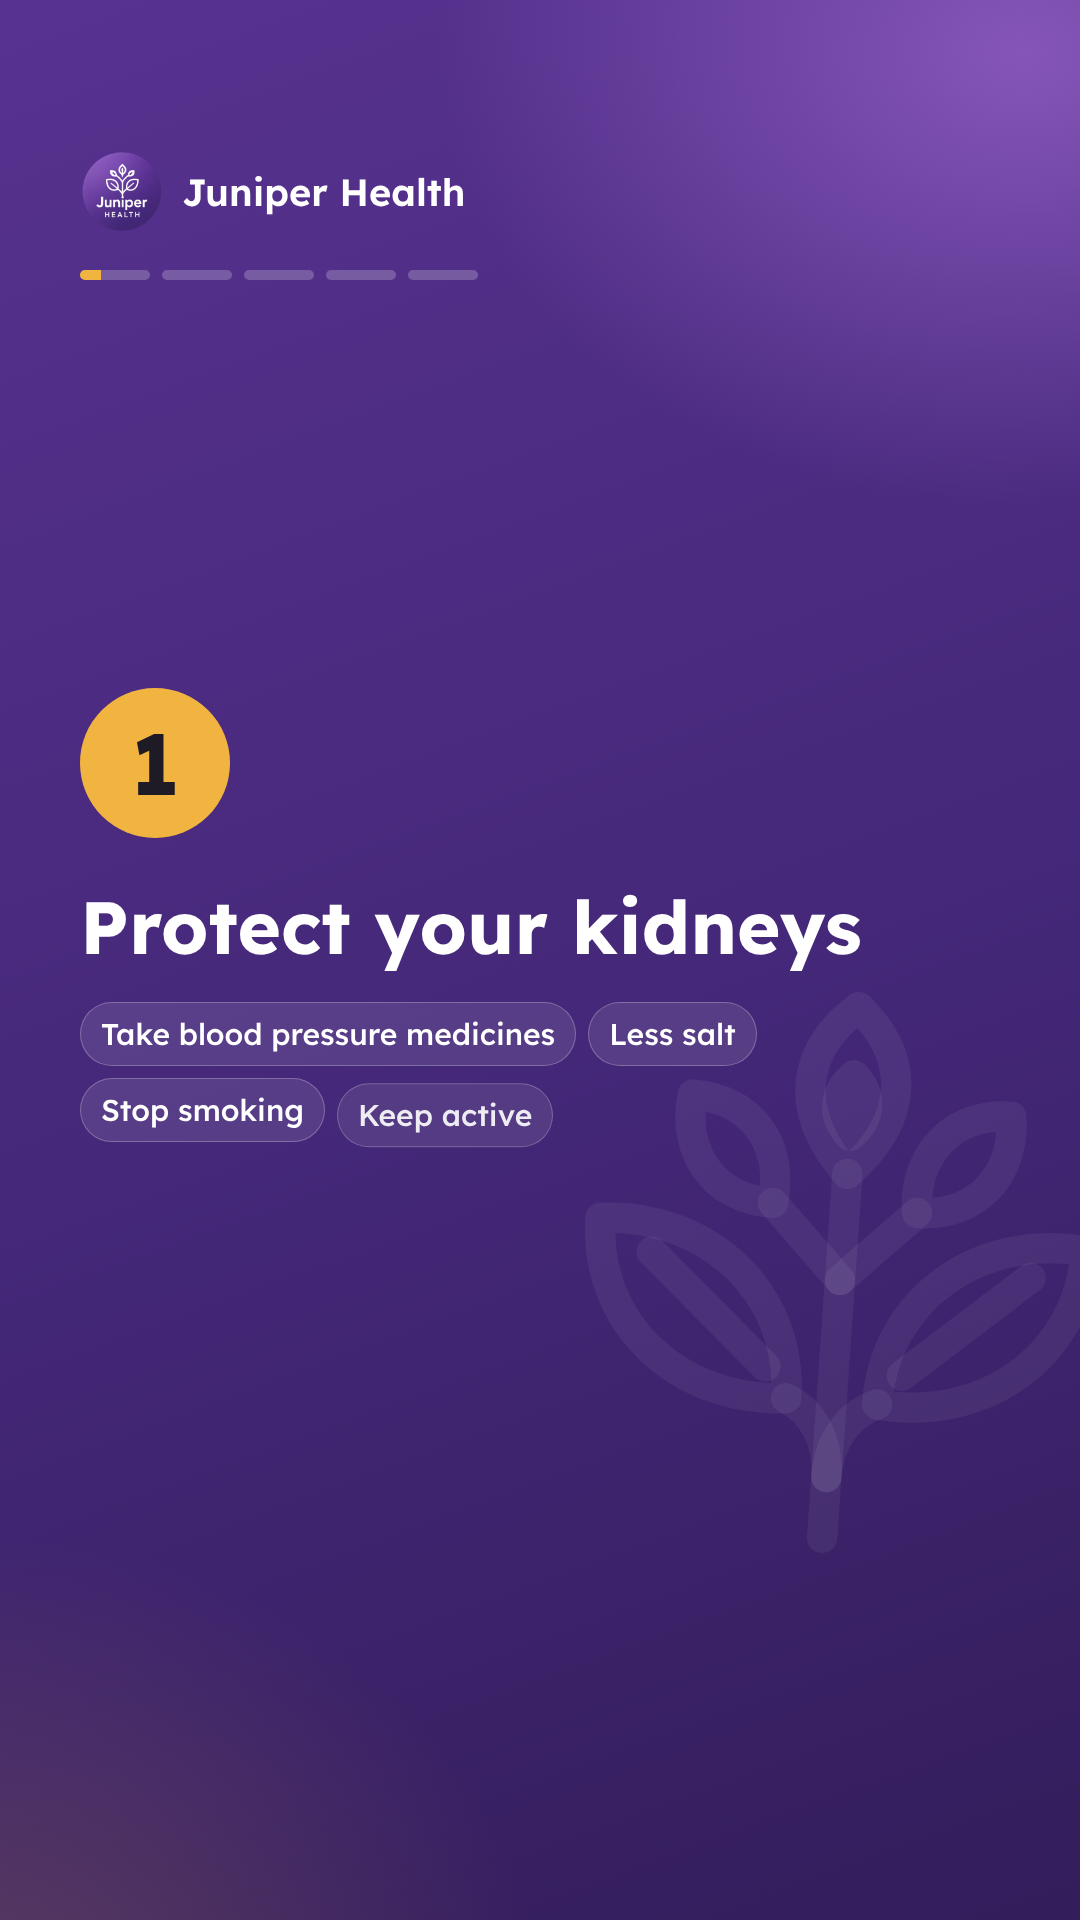 Juniper
HEALTH
Juniper Health
1
Protect your kidneys
Take blood pressure medicines
Less salt
Stop smoking
Keep active